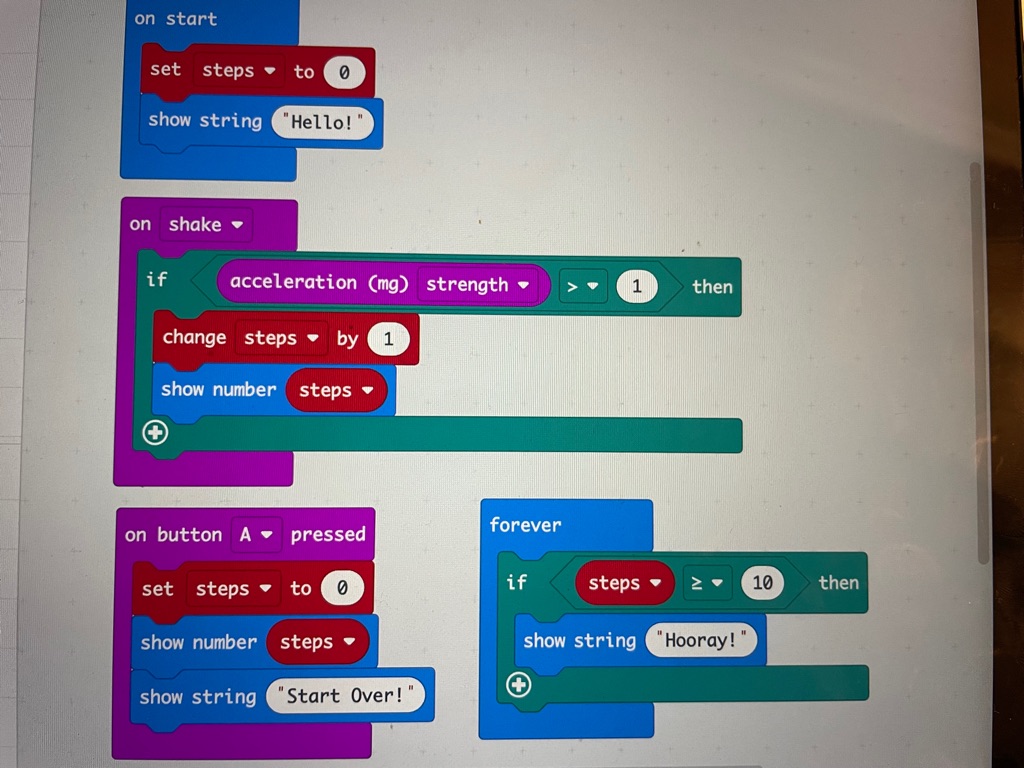 on start
set steps to 0
show string "Hello!"
on shake
if acceleration (mg) strength > 1 then
change steps by 1
show number steps
on button A pressed
set steps to 0
show number steps
show string "Start Over!"
forever
if steps ≥ 10 then
show string "Hooray!"